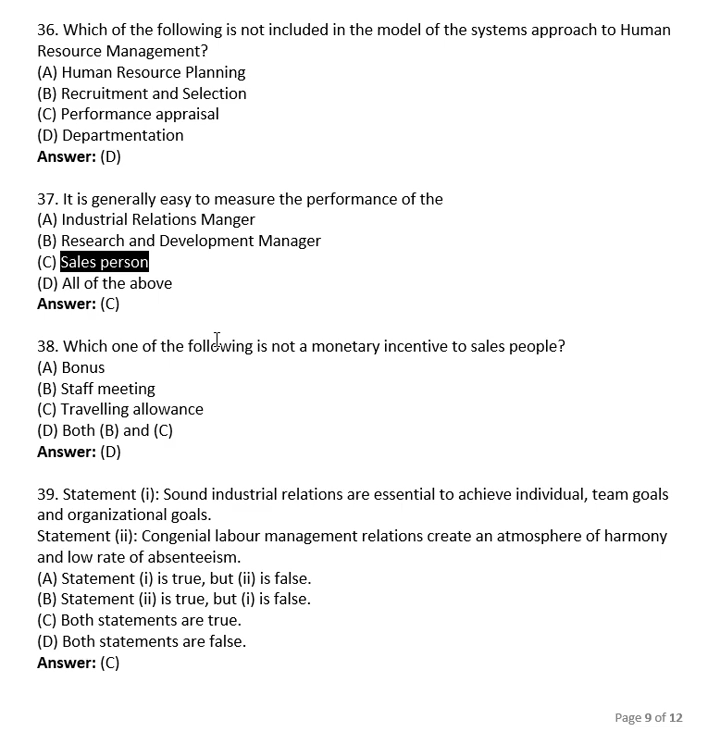 36. Which of the following is not included in the model of the systems approach to Human
Resource Management?
(A) Human Resource Planning
(B) Recruitment and Selection
(C) Performance appraisal
(D) Departmentation
Answer: (D)
37. It is generally easy to measure the performance of the
(A) Industrial Relations Manger
(B) Research and Development Manager
(C) Sales person
(D) All of the above
Answer: (C)
38. Which one of the following is not a monetary incentive to sales people?
(A) Bonus
(B) Staff meeting
(C) Travelling allowance
(D) Both (B) and (C)
Answer: (D)
39. Statement (i): Sound industrial relations are essential to achieve individual, team goals
and organizational goals.
Statement (ii): Congenial labour management relations create an atmosphere of harmony
and low rate of absenteeism.
(A) Statement (i) is true, but (ii) is false.
(B) Statement (ii) is true, but (i) is false.
(C) Both statements are true.
(D) Both statements are false.
Answer: (C)
Page 9 of 12